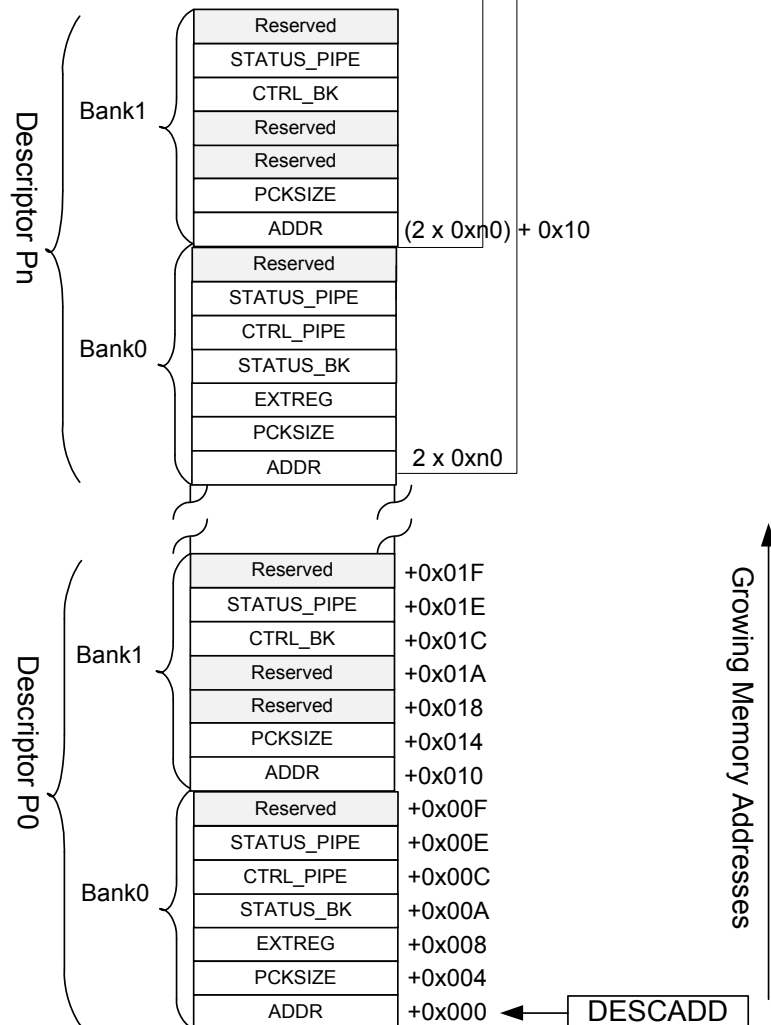 Descriptor Pn
Bank1
Reserved
STATUS_PIPE
CTRL_BK
Reserved
Reserved
PCKSIZE
ADDR (2 x 0xn0) + 0x10
Bank0
Reserved
STATUS_PIPE
CTRL_PIPE
STATUS_BK
EXTREG
PCKSIZE
ADDR 2 x 0xn0
Descriptor P0
Bank1
Reserved +0x01F
STATUS_PIPE +0x01E
CTRL_BK +0x01C
Reserved +0x01A
Reserved +0x018
PCKSIZE +0x014
ADDR +0x010
Bank0
Reserved +0x00F
STATUS_PIPE +0x00E
CTRL_PIPE +0x00C
STATUS_BK +0x00A
EXTREG +0x008
PCKSIZE +0x004
ADDR +0x000 DESCADD
Growing Memory Addresses